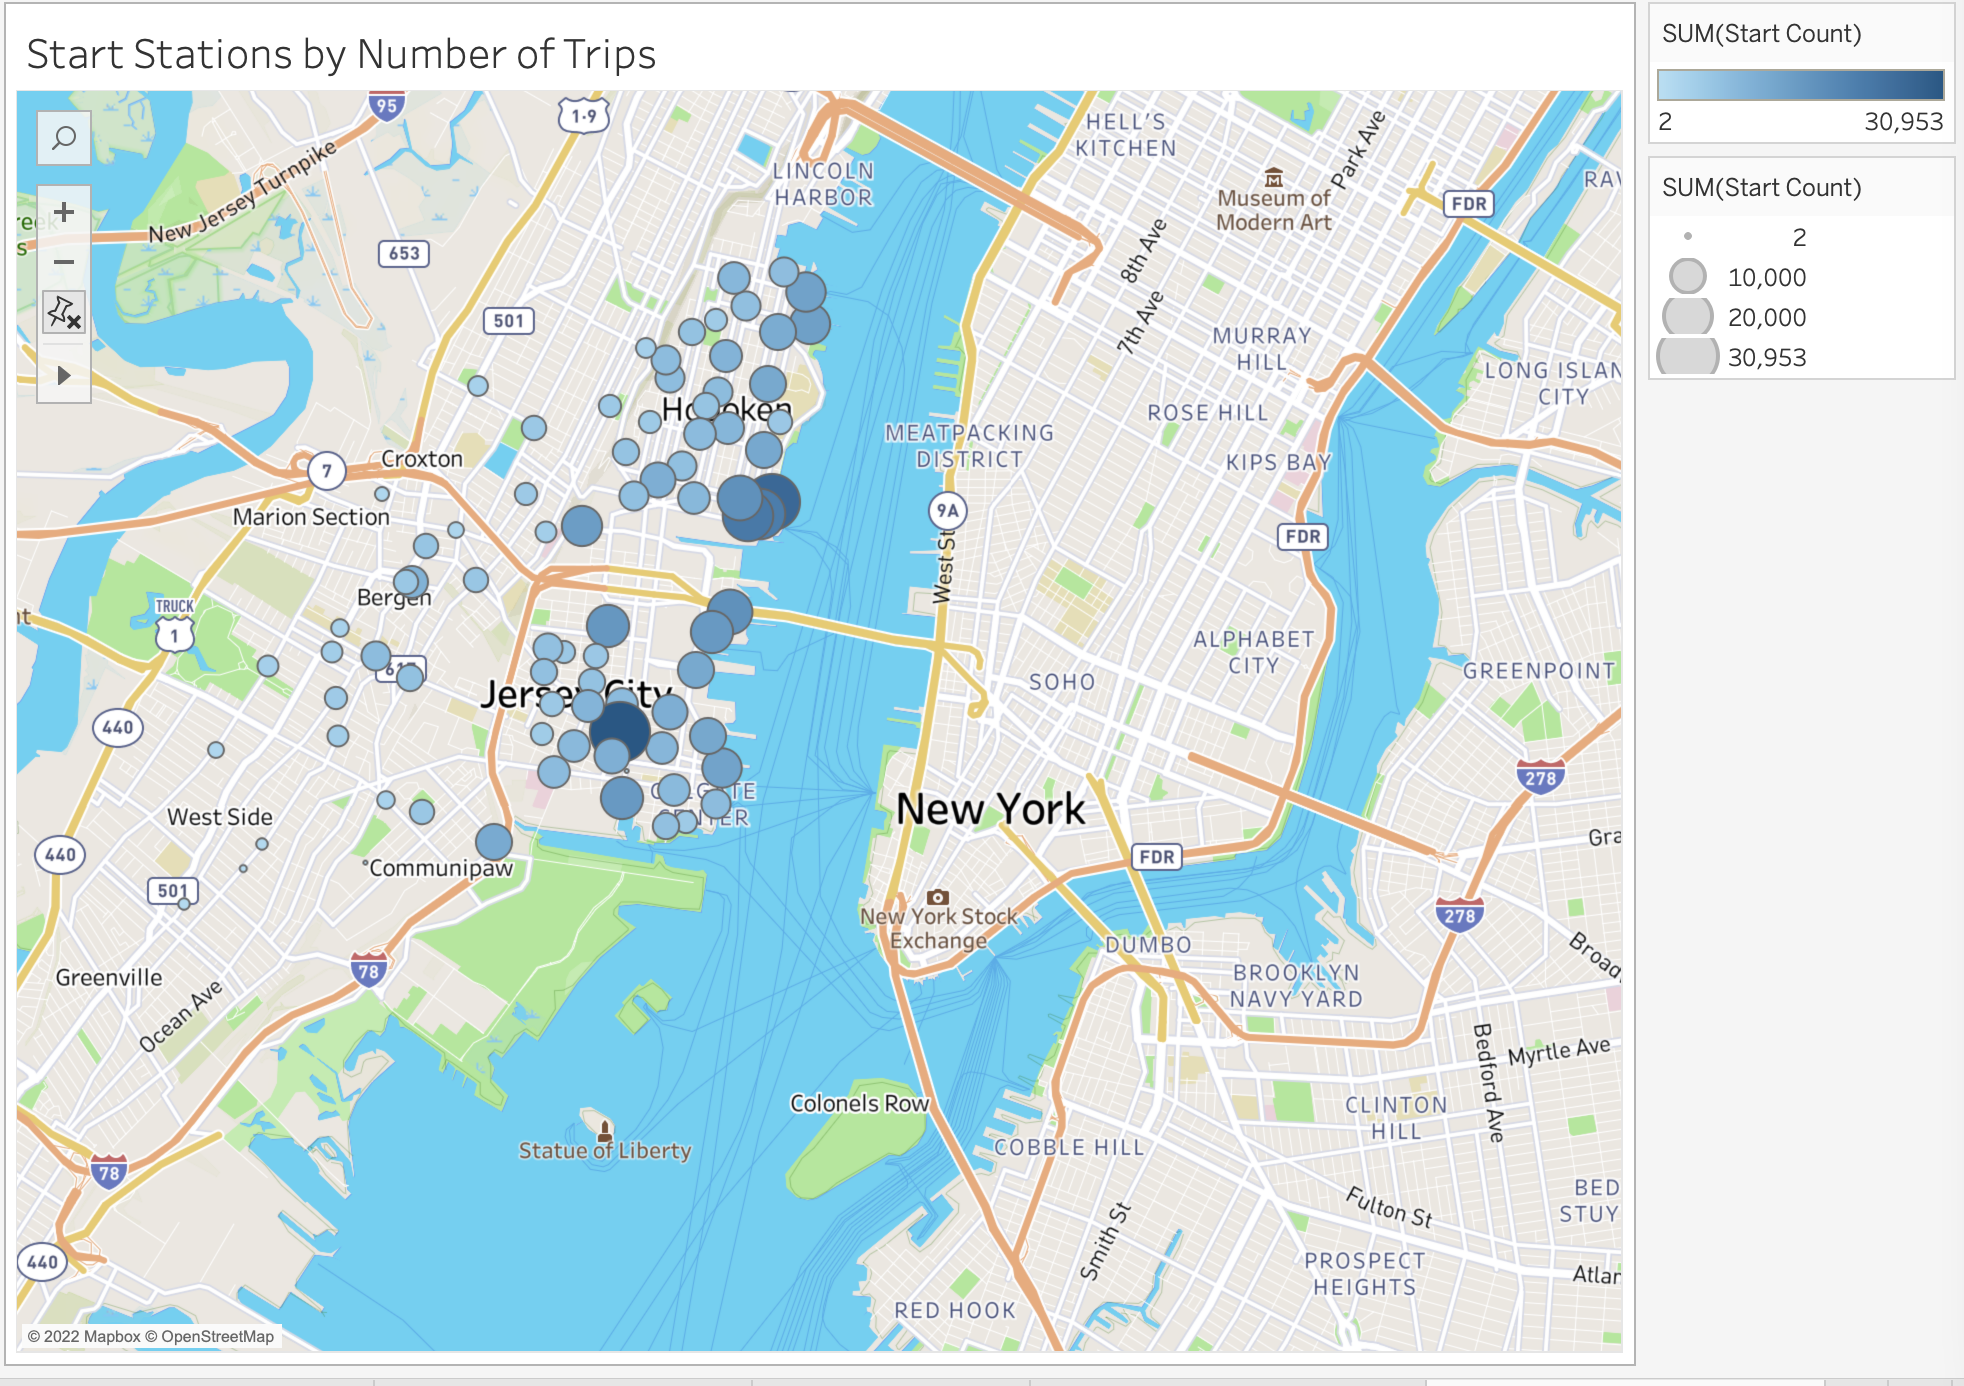 Start Stations by Number of Trips
SUM(Start Count)
2
30,953
SUM(Start Count)
2
10,000
20,000
30,953
95
1-9
HELL'S
KITCHEN
Park Ave
LINCOLN
HARBOR
Museum of
Modern Art
FDR
New Jersey Turnpike
653
8th Ave
501
7th Ave
MURRAY
HILL
LONG ISLAN
CITY
ROSE HILL
Hoboken
MEATPACKING
DISTRICT
KIPS BAY
Croxton
7
9A
Marion Section
FDR
West St
Bergen
TRUCK
1
ALPHABET
CITY
GREENPOINT
SOHO
Jersey City
440
278
New York
West Side
CENTER
Gra
440
FDR
Communipaw
501
278
New York Stock
Exchange
DUMBO
Broad
78
Greenville
BROOKLYN
NAVY YARD
Ocean Ave
Bedford Ave
Myrtle Ave
Colonels Row
CLINTON
HILL
Statue of Liberty
COBBLE HILL
78
Fulton St
BED
STUY
Smith St
440
PROSPECT
HEIGHTS
Atlan
RED HOOK
© 2022 Mapbox © OpenStreetMap